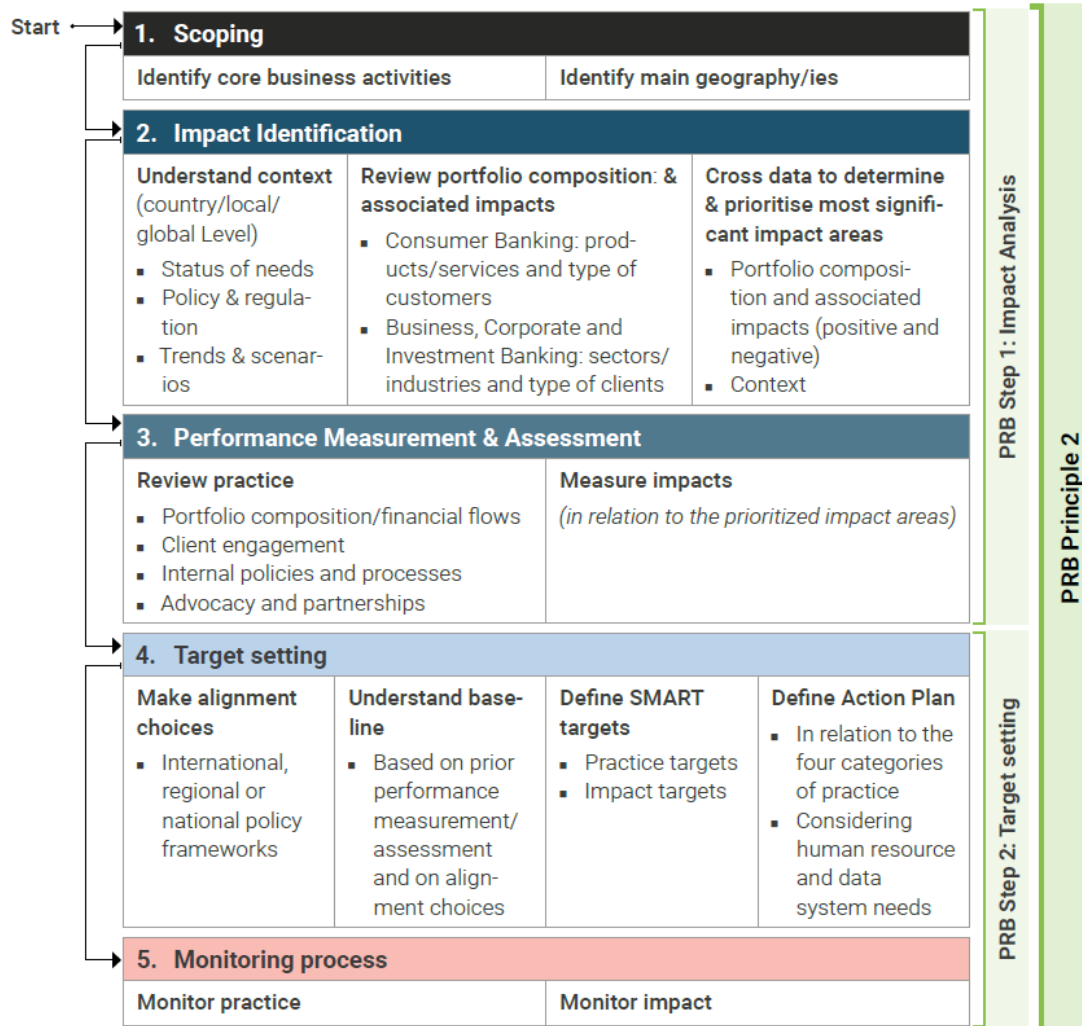 Start
1. Scoping
Identify core business activities
Identify main geography/ies
2. Impact Identification
Understand context
(country/local/
global Level)
▪ Status of needs
▪ Policy & regula-
tion
▪ Trends & scenar-
ios
Review portfolio composition: &
associated impacts
▪ Consumer Banking: prod-
ucts/services and type of
customers
▪ Business, Corporate and
Investment Banking: sectors/
industries and type of clients
Cross data to determine
& prioritise most signifi-
cant impact areas
▪ Portfolio composi-
tion and associated
impacts (positive and
negative)
▪ Context
3. Performance Measurement & Assessment
Review practice
▪ Portfolio composition/financial flows
▪ Client engagement
▪ Internal policies and processes
▪ Advocacy and partnerships
Measure impacts
(in relation to the prioritized impact areas)
4. Target setting
Make alignment
choices
▪ International,
regional or
national policy
frameworks
Understand base-
line
▪ Based on prior
performance
measurement/
assessment
and on align-
ment choices
Define SMART
targets
▪ Practice targets
▪ Impact targets
Define Action Plan
▪ In relation to the
four categories
of practice
▪ Considering
human resource
and data
system needs
5. Monitoring process
Monitor practice
Monitor impact
PRB Step 1: Impact Analysis
PRB Step 2: Target setting
PRB Principle 2